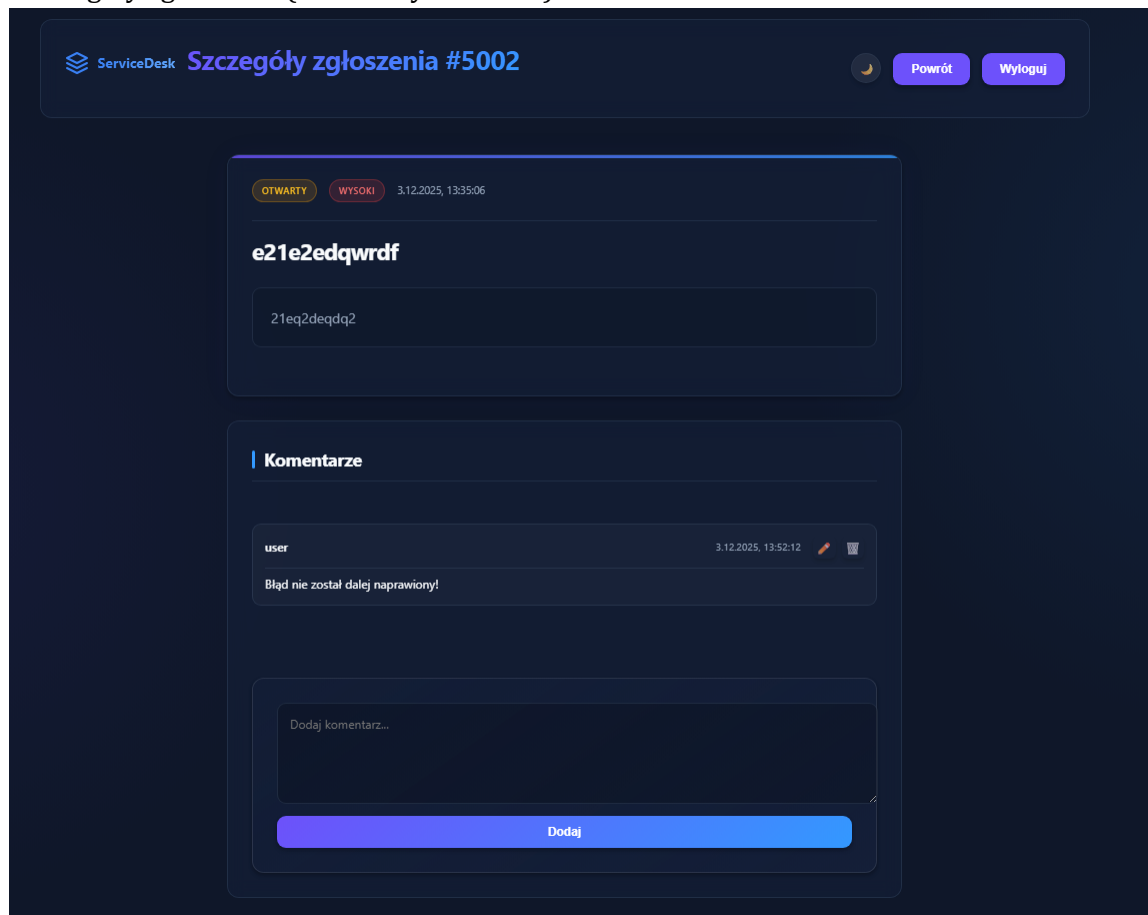 ServiceDesk Szczegóły zgłoszenia #5002
Powrót Wyloguj
OTWARTY WYSOKI 3.12.2025, 13:35:06
e21e2edqwrdf
21eq2deqdq2
Komentarze
user 3.12.2025, 13:52:12
Błąd nie został dalej naprawiony!
Dodaj komentarz...
Dodaj